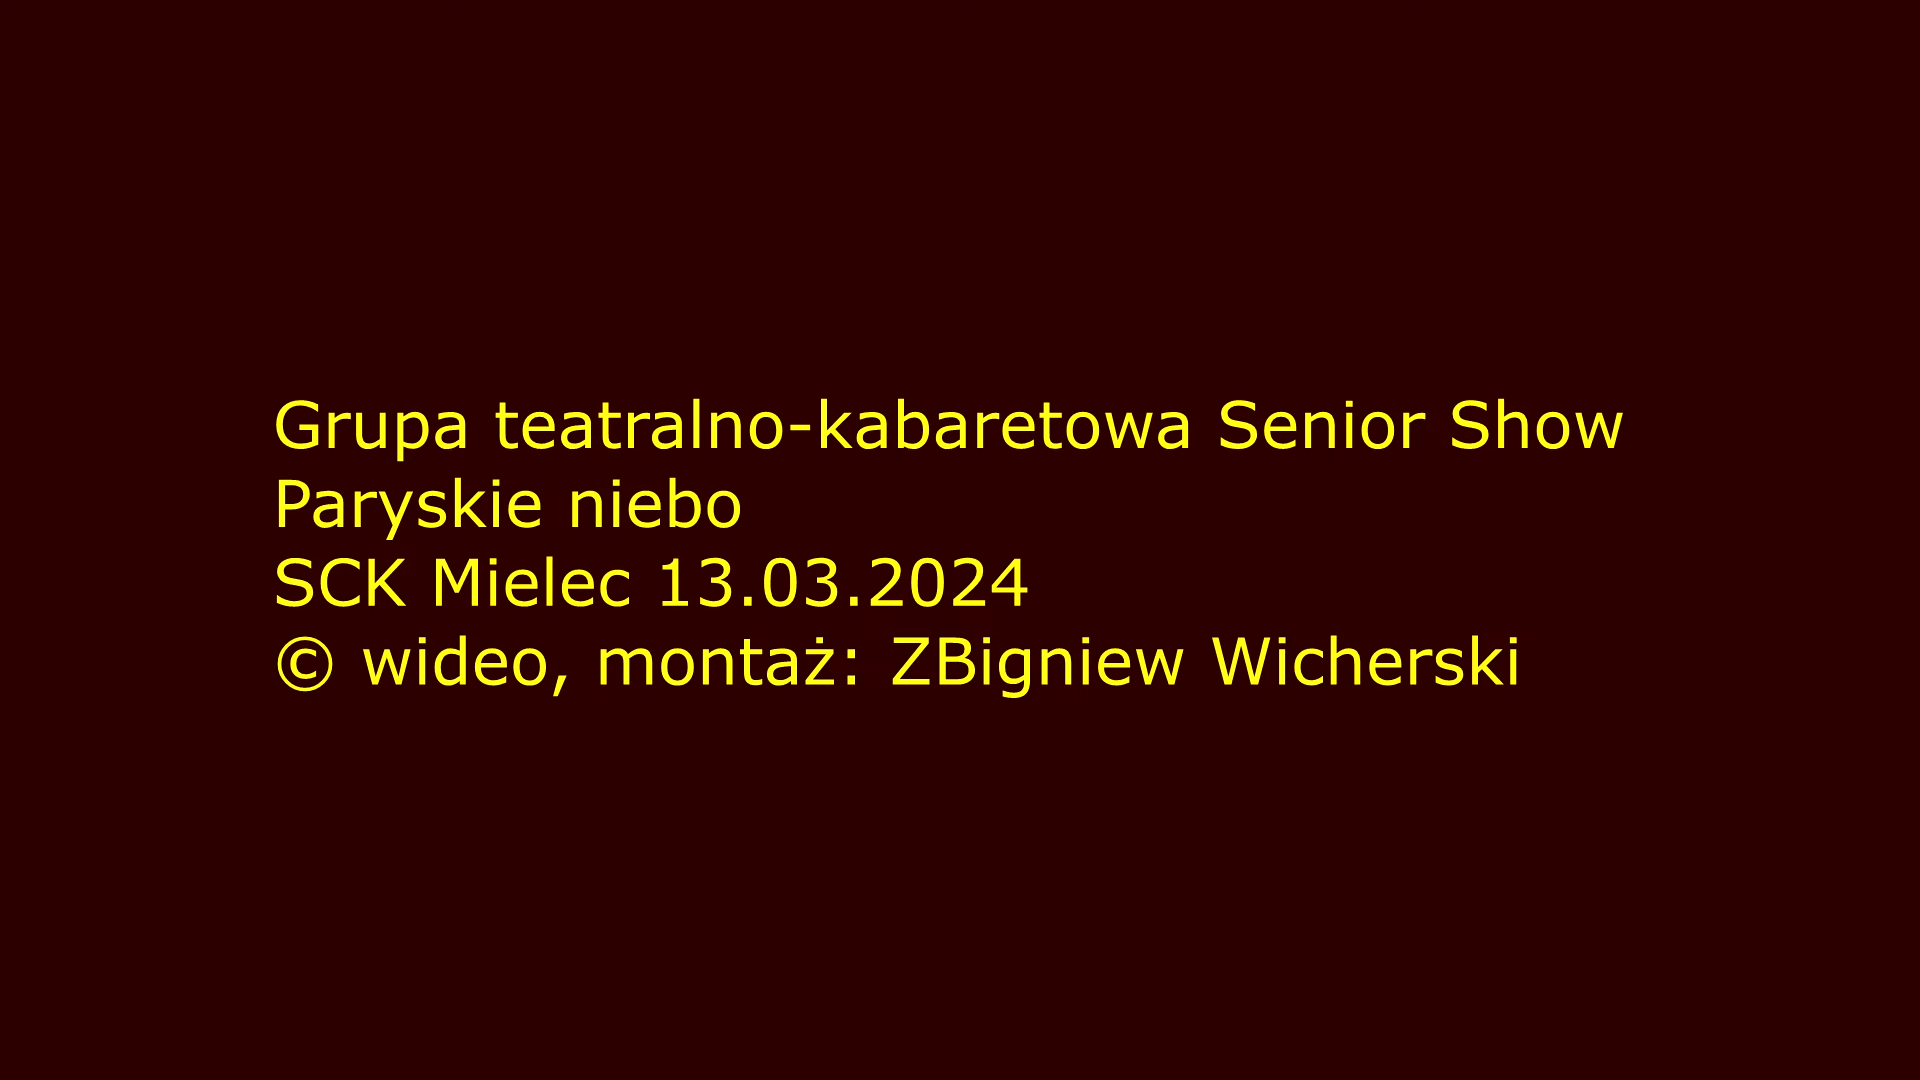 Grupa teatralno-kabaretowa Senior Show
Paryskie niebo
SCK Mielec 13.03.2024
© wideo, montaż: ZBigniew Wicherski